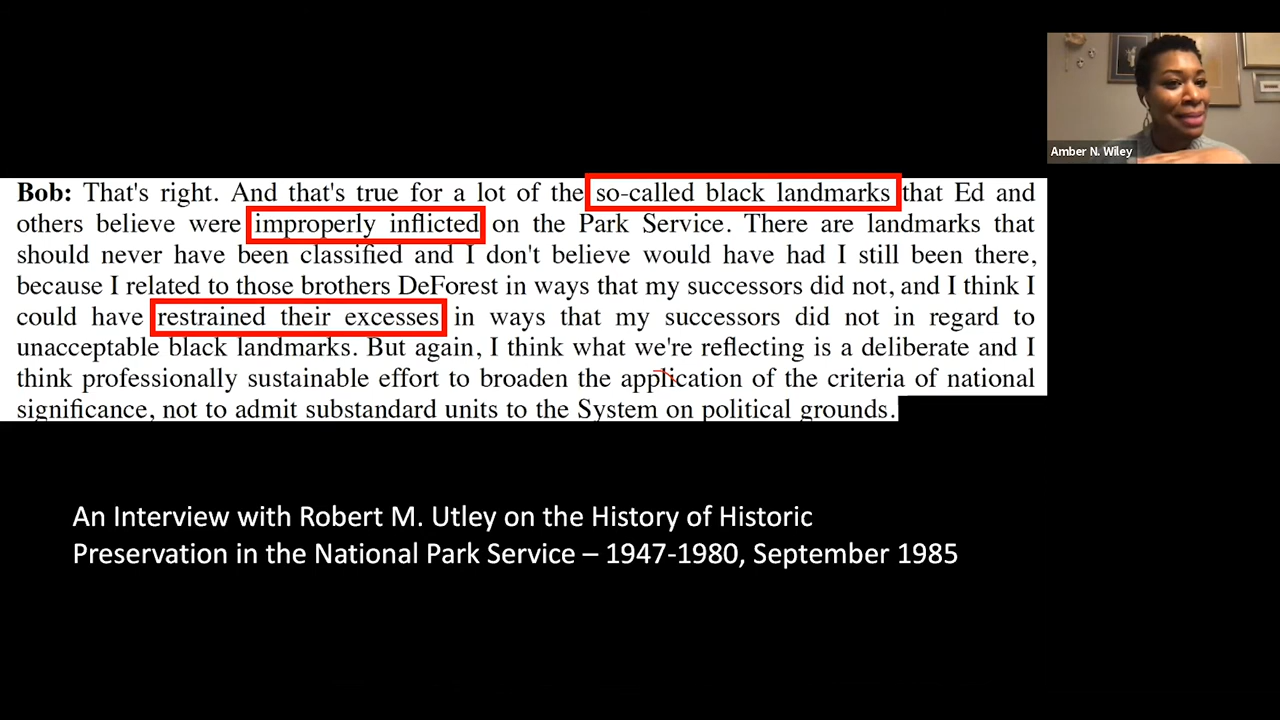 Amber N. Wiley
Bob: That's right. And that's true for a lot of the so-called black landmarks that Ed and
others believe were improperly inflicted on the Park Service. There are landmarks that
should never have been classified and I don't believe would have had I still been there,
because I related to those brothers DeForest in ways that my successors did not, and I think I
could have restrained their excesses in ways that my successors did not in regard to
unacceptable black landmarks. But again, I think what we're reflecting is a deliberate and I
think professionally sustainable effort to broaden the application of the criteria of national
significance, not to admit substandard units to the System on political grounds.
An Interview with Robert M. Utley on the History of Historic
Preservation in the National Park Service – 1947-1980, September 1985